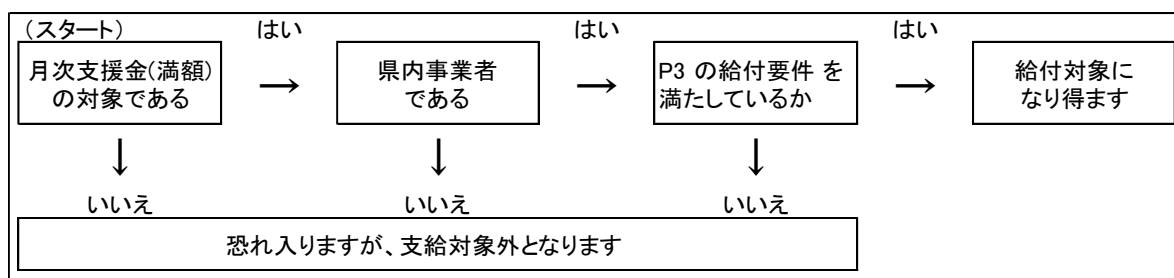 (スタート)
はい
はい
はい
月次支援金(満額)
の対象である
→
県内事業者
である
→
P3 の給付要件 を
満たしているか
→
給付対象に
なり得ます
↓
↓
↓
いいえ
いいえ
いいえ
恐れ入りますが、支給対象外となります